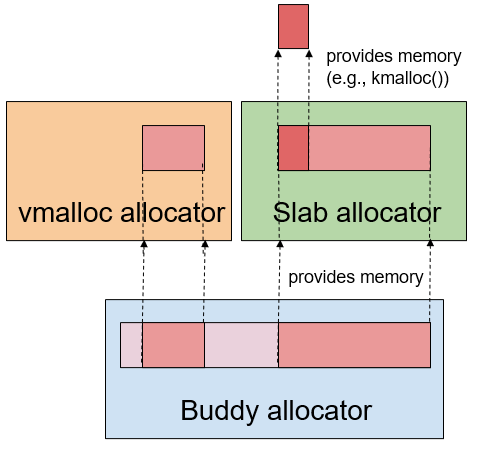 provides memory
(e.g., kmalloc())
vmalloc allocator
Slab allocator
provides memory
Buddy allocator